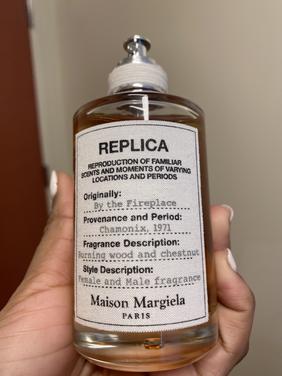 REPLICA
REPRODUCTION OF FAMILIAR
SCENTS AND MOMENTS OF VARYING
LOCATIONS AND PERIODS
Originally:
By the Fireplace
Provenance and Period:
Chamonix, 1971
Fragrance Description:
Burning wood and chestnut
Style Description:
Female and Male fragrance
Maison Margiela
PARIS